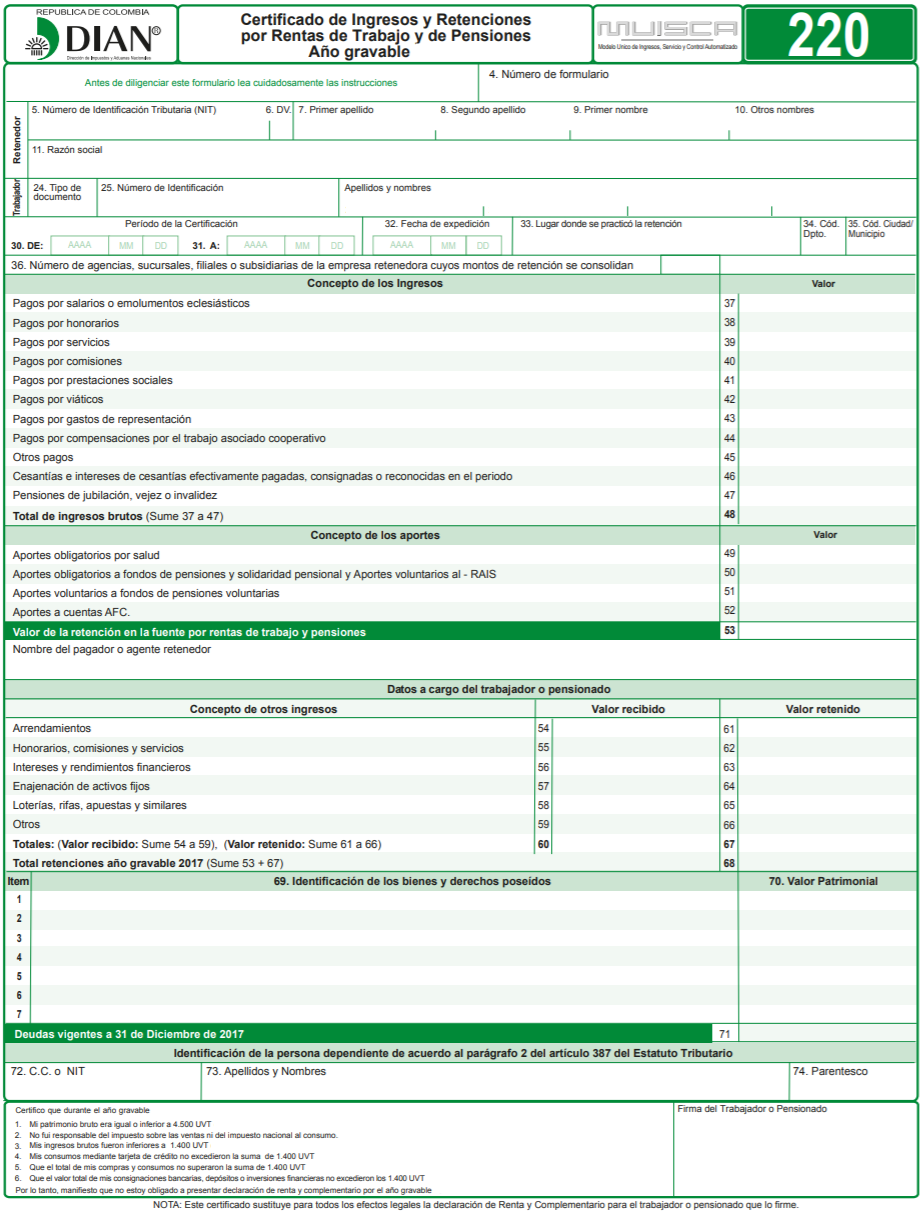 REPUBLICA DE COLOMBIA
DIAN®
Dirección de Impuestos y Aduanas Nacionales
Certificado de Ingresos y Retenciones
por Rentas de Trabajo y de Pensiones
Año gravable
MUISCA
Modelo Unico de Ingresos, Servicio y Control Automatizado
220
Antes de diligenciar este formulario lea cuidadosamente las instrucciones
4. Número de formulario
Retenedor
5. Número de Identificación Tributaria (NIT) 6. DV. 7. Primer apellido 8. Segundo apellido 9. Primer nombre 10. Otros nombres
11. Razón social
Trabajador
24. Tipo de documento 25. Número de Identificación Apellidos y nombres
Período de la Certificación 32. Fecha de expedición 33. Lugar donde se practicó la retención 34. Cód. Dpto. 35. Cód. Ciudad/ Municipio
30. DE: AAAA MM DD 31. A: AAAA MM DD AAAA MM DD
36. Número de agencias, sucursales, filiales o subsidiarias de la empresa retenedora cuyos montos de retención se consolidan
Concepto de los Ingresos Valor
Pagos por salarios o emolumentos eclesiásticos 37
Pagos por honorarios 38
Pagos por servicios 39
Pagos por comisiones 40
Pagos por prestaciones sociales 41
Pagos por viáticos 42
Pagos por gastos de representación 43
Pagos por compensaciones por el trabajo asociado cooperativo 44
Otros pagos 45
Cesantías e intereses de cesantías efectivamente pagadas, consignadas o reconocidas en el periodo 46
Pensiones de jubilación, vejez o invalidez 47
Total de ingresos brutos (Sume 37 a 47) 48
Concepto de los aportes Valor
Aportes obligatorios por salud 49
Aportes obligatorios a fondos de pensiones y solidaridad pensional y Aportes voluntarios al - RAIS 50
Aportes voluntarios a fondos de pensiones voluntarias 51
Aportes a cuentas AFC. 52
Valor de la retención en la fuente por rentas de trabajo y pensiones 53
Nombre del pagador o agente retenedor
Datos a cargo del trabajador o pensionado
Concepto de otros ingresos Valor recibido Valor retenido
Arrendamientos 54 61
Honorarios, comisiones y servicios 55 62
Intereses y rendimientos financieros 56 63
Enajenación de activos fijos 57 64
Loterías, rifas, apuestas y similares 58 65
Otros 59 66
Totales: (Valor recibido: Sume 54 a 59), (Valor retenido: Sume 61 a 66) 60 67
Total retenciones año gravable 2017 (Sume 53 + 67) 68
Item 69. Identificación de los bienes y derechos poseídos 70. Valor Patrimonial
1
2
3
4
5
6
7
Deudas vigentes a 31 de Diciembre de 2017 71
Identificación de la persona dependiente de acuerdo al parágrafo 2 del artículo 387 del Estatuto Tributario
72. C.C. o NIT 73. Apellidos y Nombres 74. Parentesco
Certifico que durante el año gravable
1. Mi patrimonio bruto era igual o inferior a 4.500 UVT
2. No fui responsable del impuesto sobre las ventas ni del impuesto nacional al consumo.
3. Mis ingresos brutos fueron inferiores a 1.400 UVT
4. Mis consumos mediante tarjeta de crédito no excedieron la suma de 1.400 UVT
5. Que el total de mis compras y consumos no superaron la suma de 1.400 UVT
6. Que el valor total de mis consignaciones bancarias, depósitos o inversiones financieras no excedieron los 1.400 UVT
Por lo tanto, manifiesto que no estoy obligado a presentar declaración de renta y complementario por el año gravable
Firma del Trabajador o Pensionado
NOTA: Este certificado sustituye para todos los efectos legales la declaración de Renta y Complementario para el trabajador o pensionado que lo firme.